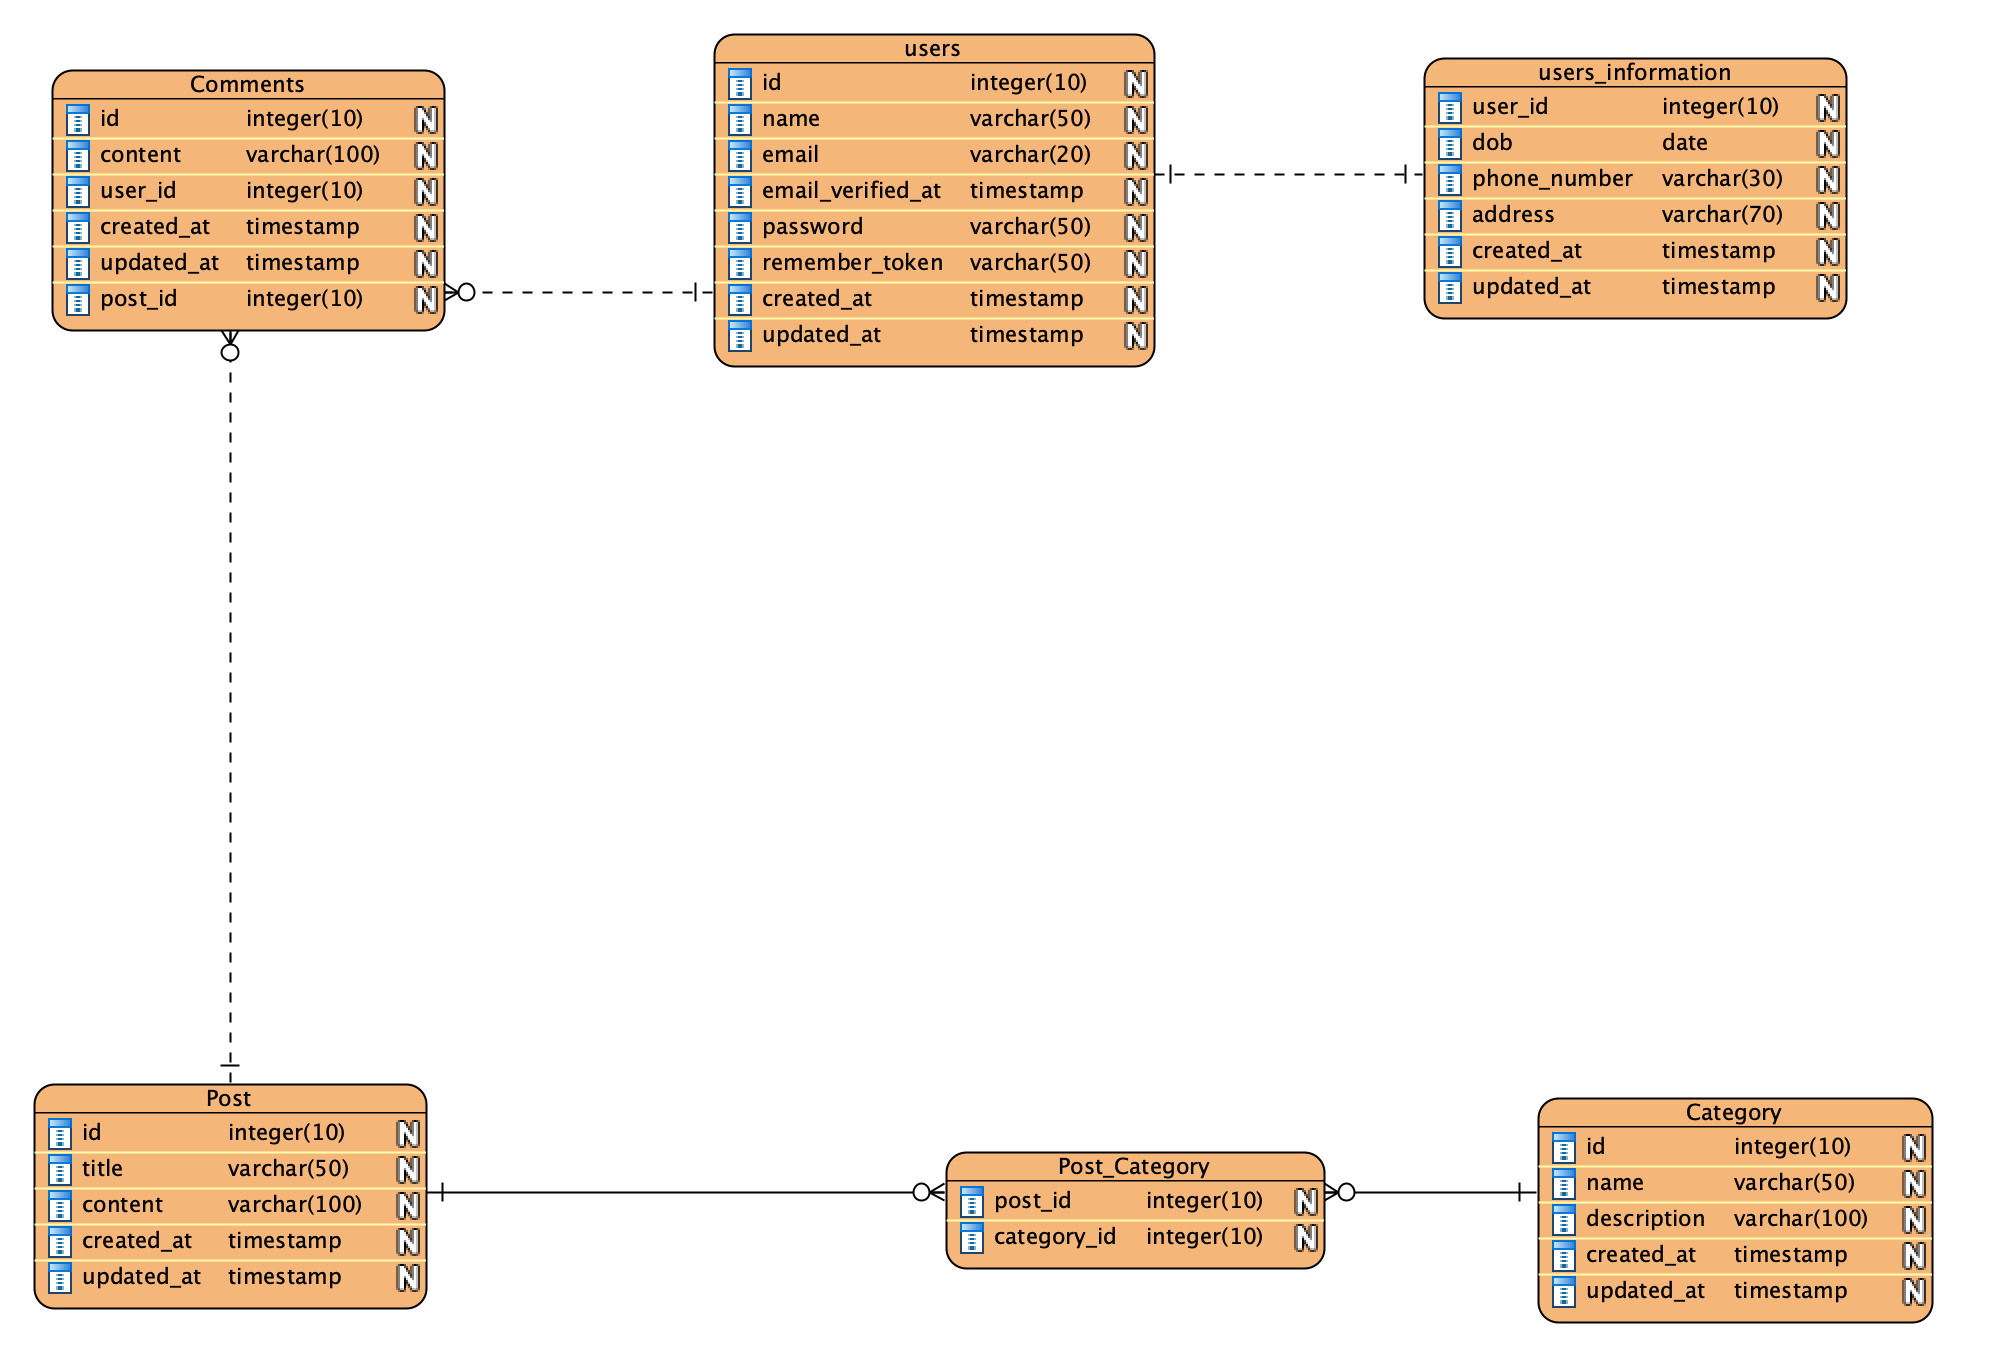 Comments
id integer(10) N
content varchar(100) N
user_id integer(10) N
created_at timestamp N
updated_at timestamp N
post_id integer(10) N
users
id integer(10) N
name varchar(50) N
email varchar(20) N
email_verified_at timestamp N
password varchar(50) N
remember_token varchar(50) N
created_at timestamp N
updated_at timestamp N
users_information
user_id integer(10) N
dob date N
phone_number varchar(30) N
address varchar(70) N
created_at timestamp N
updated_at timestamp N
Post
id integer(10) N
title varchar(50) N
content varchar(100) N
created_at timestamp N
updated_at timestamp N
Post_Category
post_id integer(10) N
category_id integer(10) N
Category
id integer(10) N
name varchar(50) N
description varchar(100) N
created_at timestamp N
updated_at timestamp N